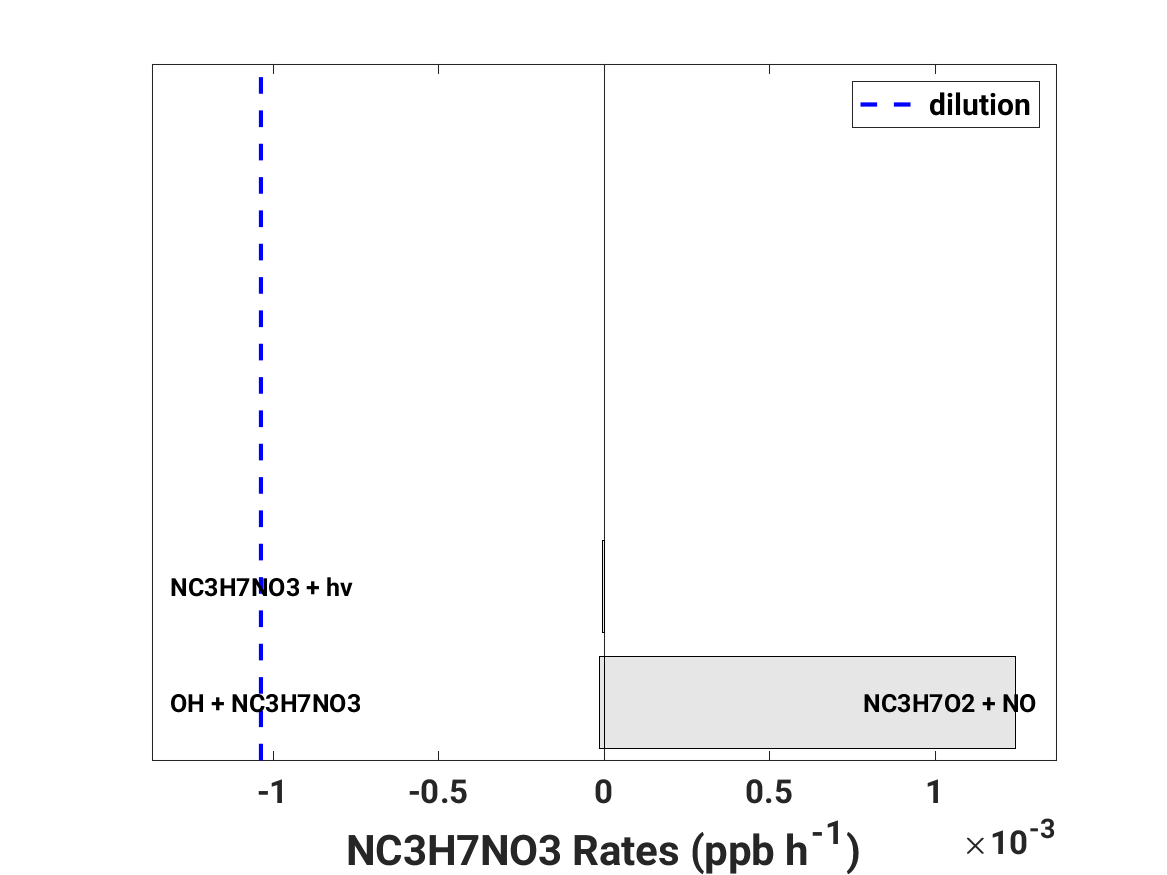 dilution
NC3H7NO3 + hv
OH + NC3H7NO3
NC3H7O2 + NO
-1 -0.5 0 0.5 1
×10⁻³
NC3H7NO3 Rates (ppb h⁻¹)